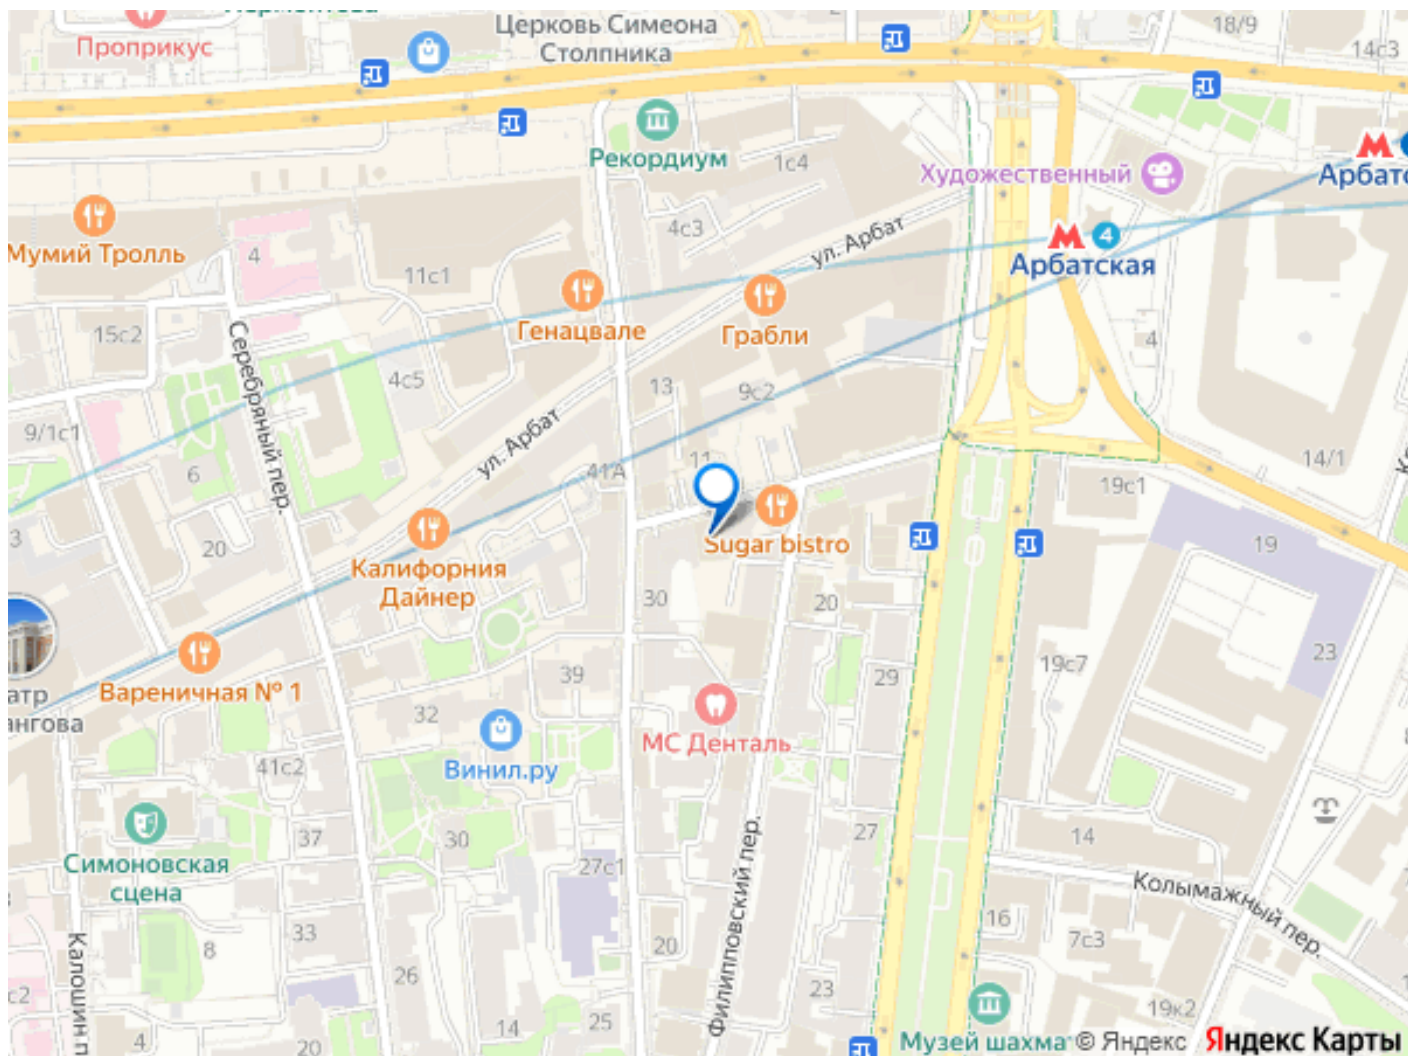 Проприкус
Церковь Симеона
Столпника
18/9
14с3
Рекордиум
1с4
Художественный
Арбатс
4с3
ул. Арбат
4
Арбатская
Мумий Тролль
4
11с1
Генацвале
Грабли
15с2
Серебряный пер.
4
4с5
13
9с2
9/1с1
ул. Арбат
6
41А
11
14/1
19с1
3
20
Sugar bistro
19
Калифорния
Дайнер
30
20
23
19с7
Вареничная № 1
39
29
атр
ангова
32
МС Денталь
Винил.ру
41с2
37
30
27
14
Симоновская
сцена
27с1
Филипповский пер.
Колымажный пер.
16
7с3
33
8
20
26
Калошин п
с2
23
19к2
4
20
14
25
Музей шахма
© Яндекс
Яндекс Карты